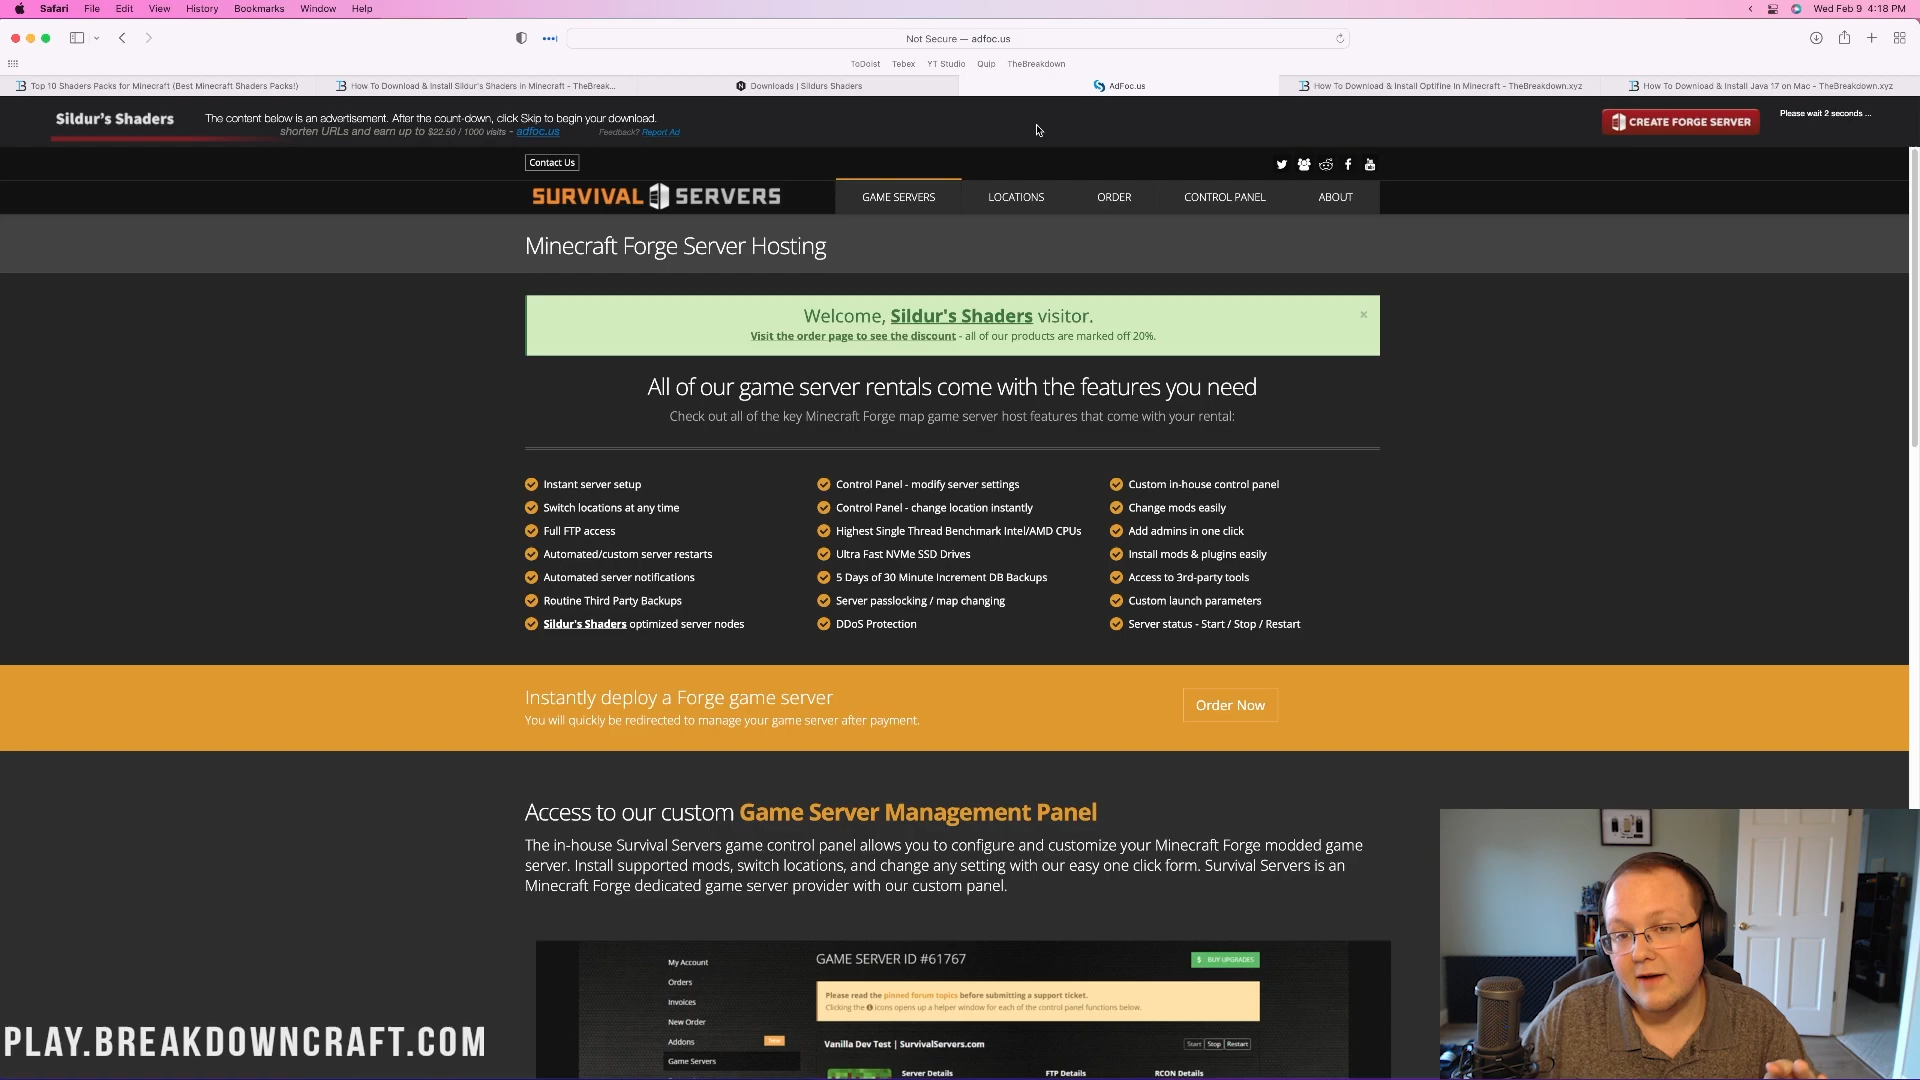 Safari File Edit View History Bookmarks Window Help
Wed Feb 9 4:18 PM
Not Secure — adfoc.us
ToDoist Tebex YT Studio Quip TheBreakdown
Top 10 Shaders Packs for Minecraft (Best Minecraft Shaders Packs!)
How To Download & Install Sildur's Shaders in Minecraft - TheBreak...
Downloads | Sildurs Shaders
AdFoc.us
How To Download & Install Optifine In Minecraft - TheBreakdown.xyz
How To Download & Install Java 17 on Mac - TheBreakdown.xyz
Sildur's Shaders
The content below is an advertisement. After the count-down, click Skip to begin your download.
shorten URLs and earn up to $22.50 / 1000 visits - adfoc.us Feedback? Report Ad
CREATE FORGE SERVER
Please wait 2 seconds ...
Contact Us
SURVIVAL SERVERS
GAME SERVERS LOCATIONS ORDER CONTROL PANEL ABOUT
Minecraft Forge Server Hosting
Welcome, Sildur's Shaders visitor.
×
Visit the order page to see the discount - all of our products are marked off 20%.
All of our game server rentals come with the features you need
Check out all of the key Minecraft Forge map game server host features that come with your rental:
Instant server setup
Switch locations at any time
Full FTP access
Automated/custom server restarts
Automated server notifications
Routine Third Party Backups
Sildur's Shaders optimized server nodes
Control Panel - modify server settings
Control Panel - change location instantly
Highest Single Thread Benchmark Intel/AMD CPUs
Ultra Fast NVMe SSD Drives
5 Days of 30 Minute Increment DB Backups
Server passlocking / map changing
DDoS Protection
Custom in-house control panel
Change mods easily
Add admins in one click
Install mods & plugins easily
Access to 3rd-party tools
Custom launch parameters
Server status - Start / Stop / Restart
Instantly deploy a Forge game server
You will quickly be redirected to manage your game server after payment.
Order Now
Access to our custom Game Server Management Panel
The in-house Survival Servers game control panel allows you to configure and customize your Minecraft Forge modded game
server. Install supported mods, switch locations, and change any setting with our easy one click form. Survival Servers is an
Minecraft Forge dedicated game server provider with our custom panel.
My Account
Orders
Invoices
New Order
Addons New
Game Servers
GAME SERVER ID #61767
$ BUY UPGRADES
Please read the pinned forum topics before submitting a support ticket.
Clicking the icons opens up a helper window for each of the control panel functions below.
Vanilla Dev Test | SurvivalServers.com
Start Stop Restart
Server Details FTP Details RCON Details
PLAY.BREAKDOWNCRAFT.COM